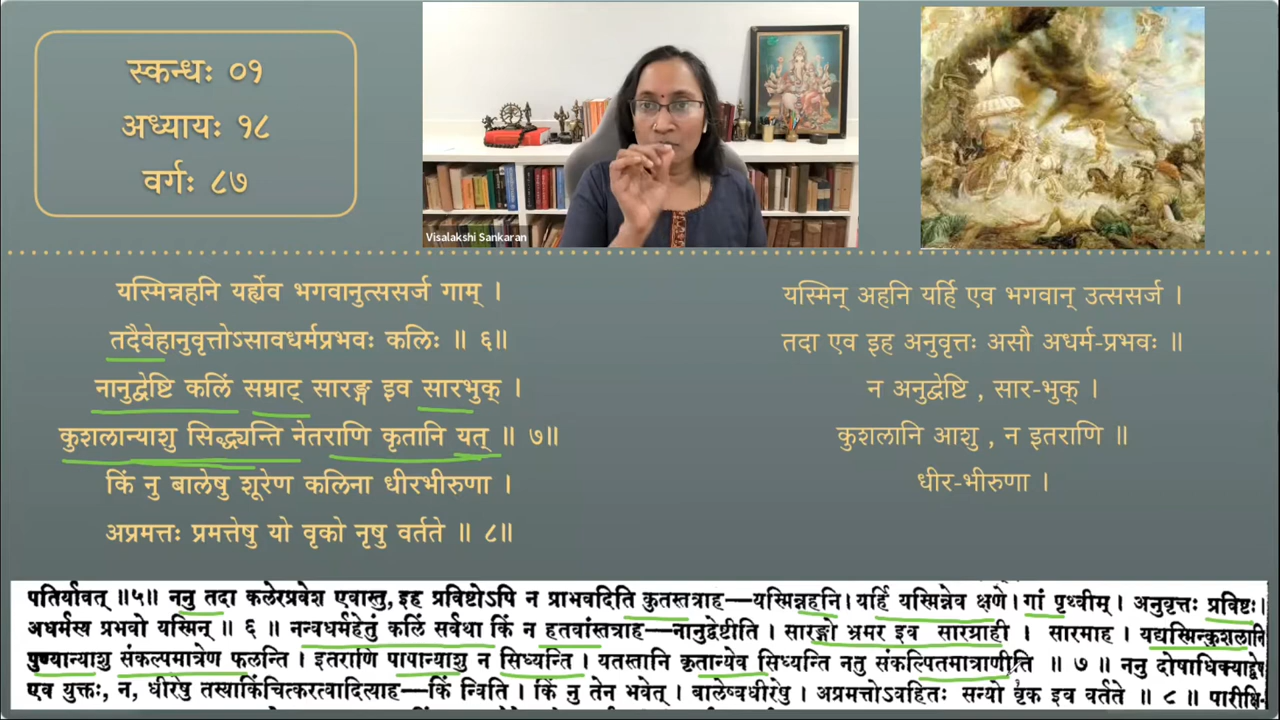 स्कन्धः ०१
अध्यायः १८
वर्गः ८७
Visalakshi Sankaran
यस्मिन्नहनि यर्ह्येव भगवानुत्ससर्ज गाम् ।
तदैवेहानुवृत्तोऽसावधर्मप्रभवः कलिः ॥ ६॥
नानुद्वेष्टि कलिं सम्राट् सारङ्ग इव सारभुक् ।
कुशलान्याशु सिद्ध्यन्ति नेतराणि कृतानि यत् ॥ ७॥
किं नु बालेषु शूरेण कलिना धीरभीरुणा ।
अप्रमत्तः प्रमत्तेषु यो वृको नृषु वर्तते ॥ ८॥
यस्मिन् अहनि यर्हि एव भगवान् उत्ससर्ज ।
तदा एव इह अनुवृत्तः असौ अधर्म-प्रभवः ॥
न अनुद्वेष्टि , सार-भुक् ।
कुशलानि आशु , न इतराणि ॥
धीर-भीरुणा ।
पतिर्यावत् ॥५॥ ननु तदा कलेरप्रवेश एवास्तु, इह प्रविष्टोऽपि न प्राभवदिति कुतस्तत्राह—यस्मिन्नहनि। यर्हि यस्मिन्नेव क्षणे। गां पृथ्वीम्। अनुवृत्तः प्रविष्टः।
अधर्मस्य प्रभवो यस्मिन् ॥ ६ ॥ नन्वधर्महेतुं कलिं सर्वथा किं न हतवांस्तत्राह—नानुद्वेष्टीति। सारङ्गो भ्रमर इव सारग्राही । सारमाह। यद्यस्मिन्कुशलानि
पुण्यान्याशु संकल्पमात्रेण फलन्ति। इतराणि पापान्याशु न सिध्यन्ति। यतस्तानि कृतान्येव सिध्यन्ति नतु संकल्पितमात्राणीति ॥ ७ ॥ ननु दोषाधिक्याद्द्वेष
एव युक्तः, न, धीरेषु तस्याकिंचित्करत्वादित्याह—किं न्विति। किं नु तेन भवेत्। बालेष्वधीरेषु। अप्रमत्तोऽवहितः सन्यो वृक इव वर्तते ॥ ८ ॥ पारीक्षि-